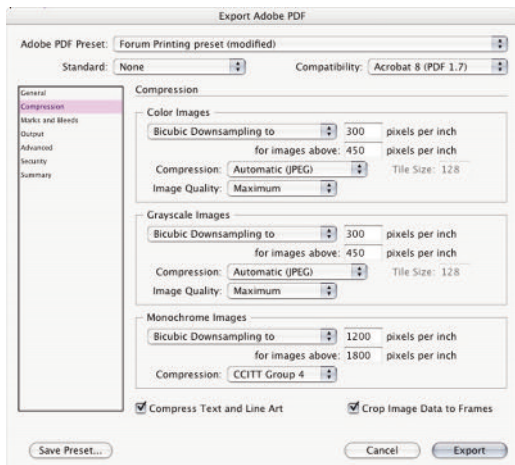 Export Adobe PDF
Adobe PDF Preset: Forum Printing preset (modified)
Standard: None Compatibility: Acrobat 8 (PDF 1.7)
General
Compression
Marks and Bleeds
Output
Advanced
Security
Summary
Compression
Color Images
Bicubic Downsampling to 300 pixels per inch
for images above: 450 pixels per inch
Compression: Automatic (JPEG) Tile Size: 128
Image Quality: Maximum
Grayscale Images
Bicubic Downsampling to 300 pixels per inch
for images above: 450 pixels per inch
Compression: Automatic (JPEG) Tile Size: 128
Image Quality: Maximum
Monochrome Images
Bicubic Downsampling to 1200 pixels per inch
for images above: 1800 pixels per inch
Compression: CCITT Group 4
Compress Text and Line Art Crop Image Data to Frames
Save Preset... Cancel Export